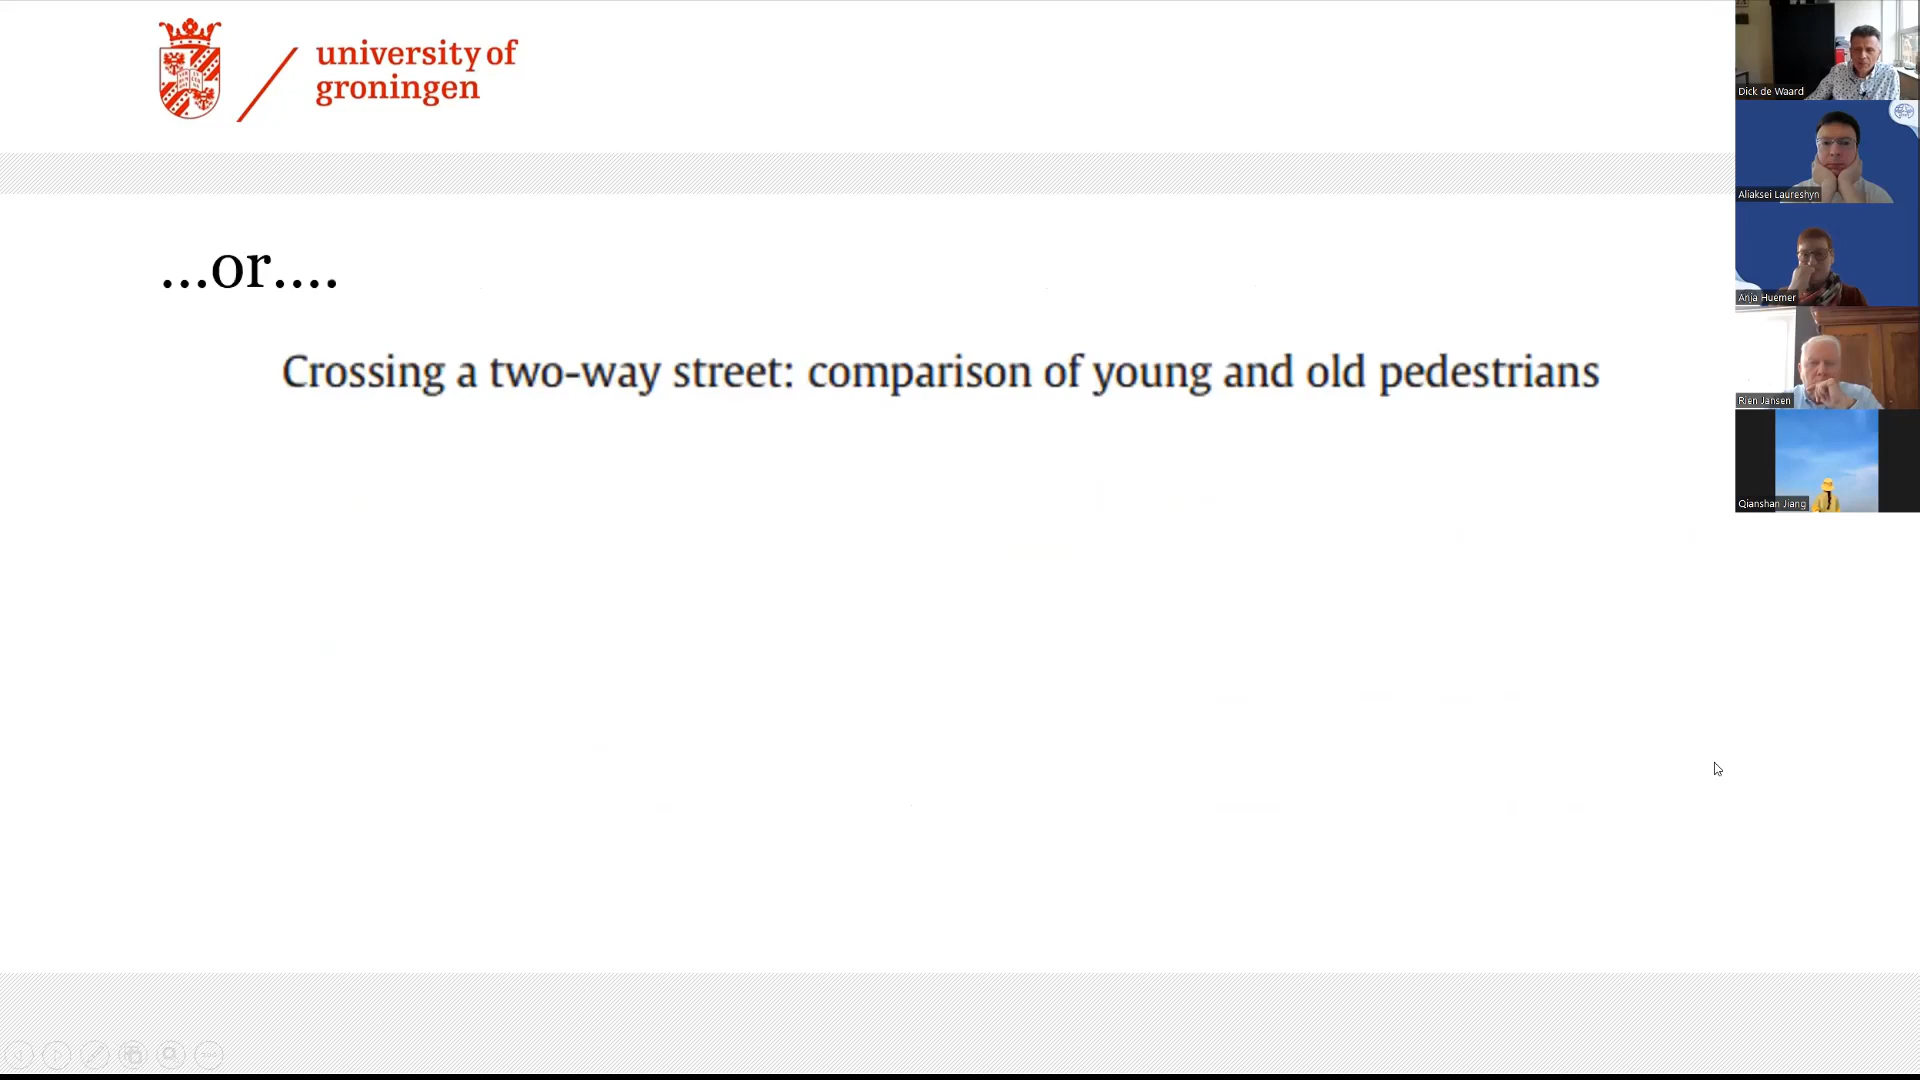 university of
groningen
...or....
Crossing a two-way street: comparison of young and old pedestrians
Dick de Waard
Aliaksei Laureshyn
Anja Huemer
Rien Jansen
Qianshan Jiang